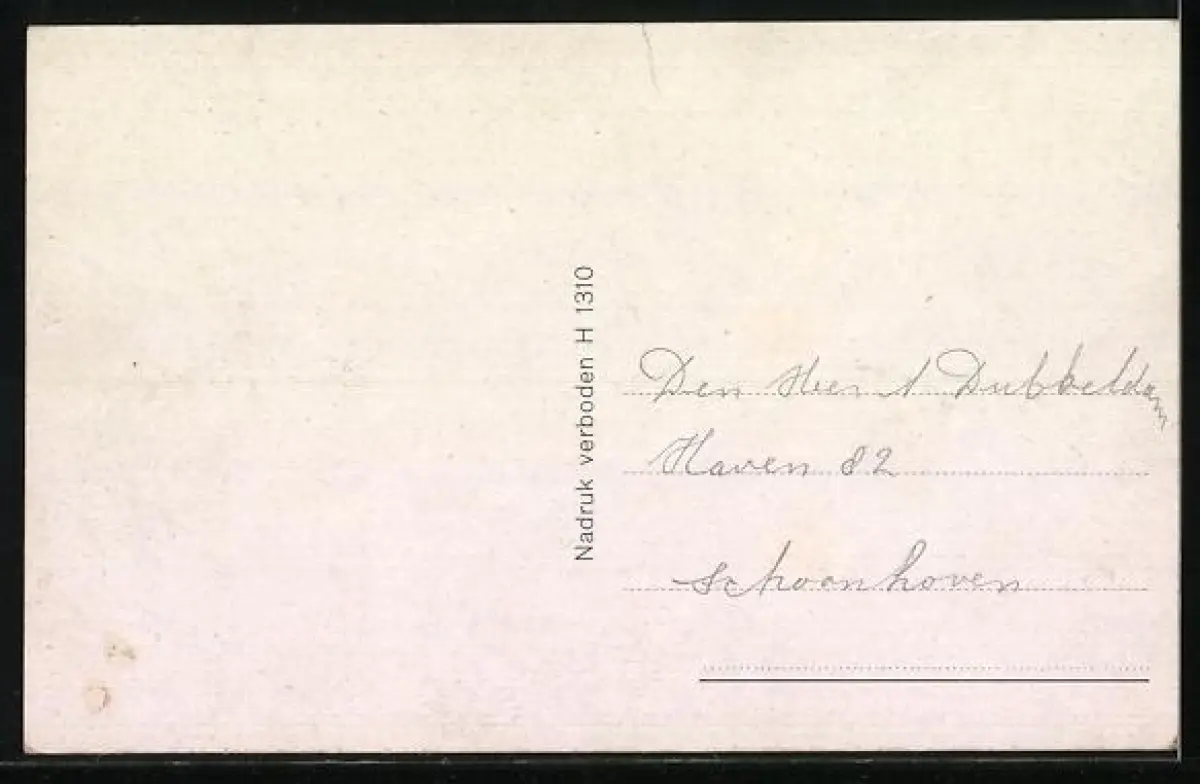 Nadruk verboden H 1310
Den Heer A Dubbeldam
Haven 82
Schoonhoven